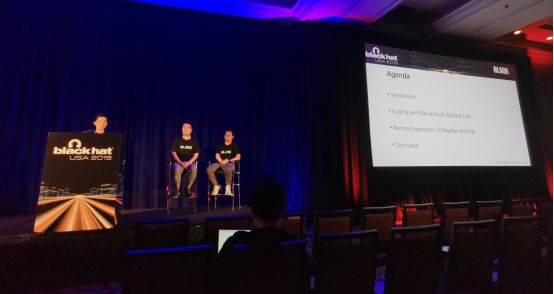 black hat
USA 2019
BLADE
Agenda
• Introduction
• Fuzzing and Manual Audit SQLite & Curl
• Remote Exploitation of Magellan and Dias
• Conclusion
black hat
USA 2019
BLADE
BLADE